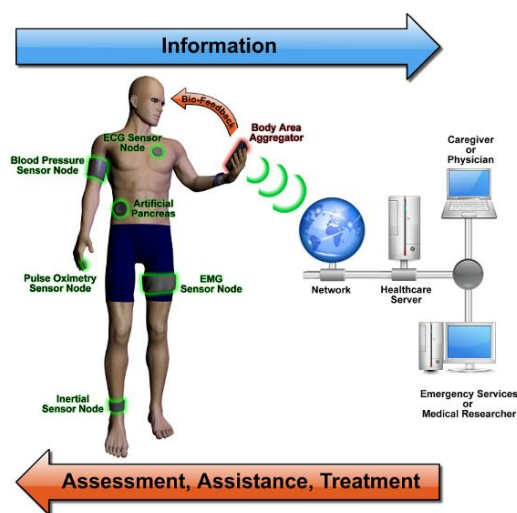 Information
Bio-Feedback
ECG Sensor
Node
Body Area
Aggregator
Blood Pressure
Sensor Node
Caregiver
or
Physician
Artificial
Pancreas
Pulse Oximetry
Sensor Node
EMG
Sensor Node
Network
Healthcare
Server
Inertial
Sensor Node
Emergency Services
or
Medical Researcher
Assessment, Assistance, Treatment